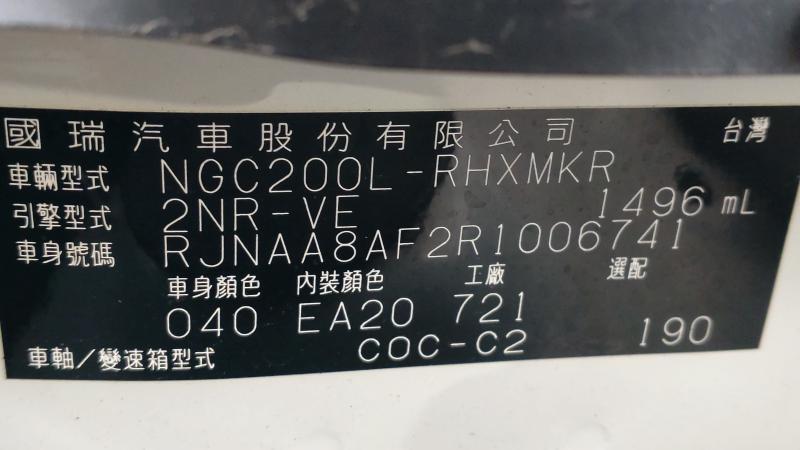 國瑞汽車股份有限公司 台灣
車輛型式 NGC200L-RHXMKR
引擎型式 2NR-VE 1496 mL
車身號碼 RJNAA8AF2R1006741
車身顏色 內裝顏色 工廠 選配
040 EA20 721
車軸/變速箱型式 COC-C2 190